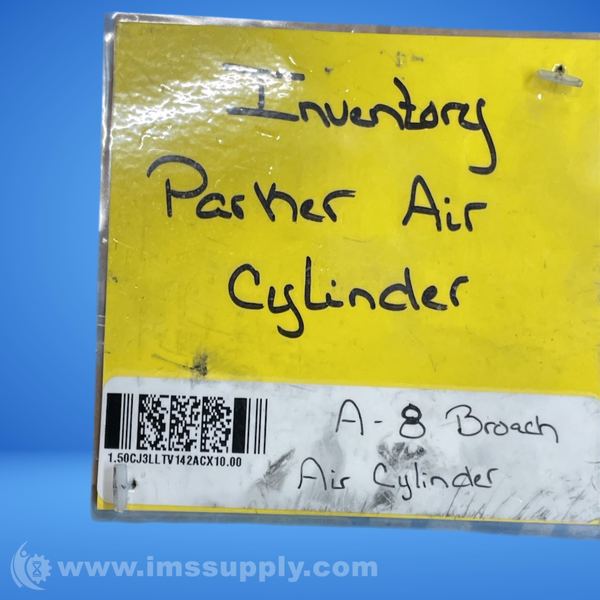 Inventory
Parker Air
Cylinder
A-8 Broach
1.50CJ3LLTV142ACX10.00
Air Cylinder
www.imssupply.com